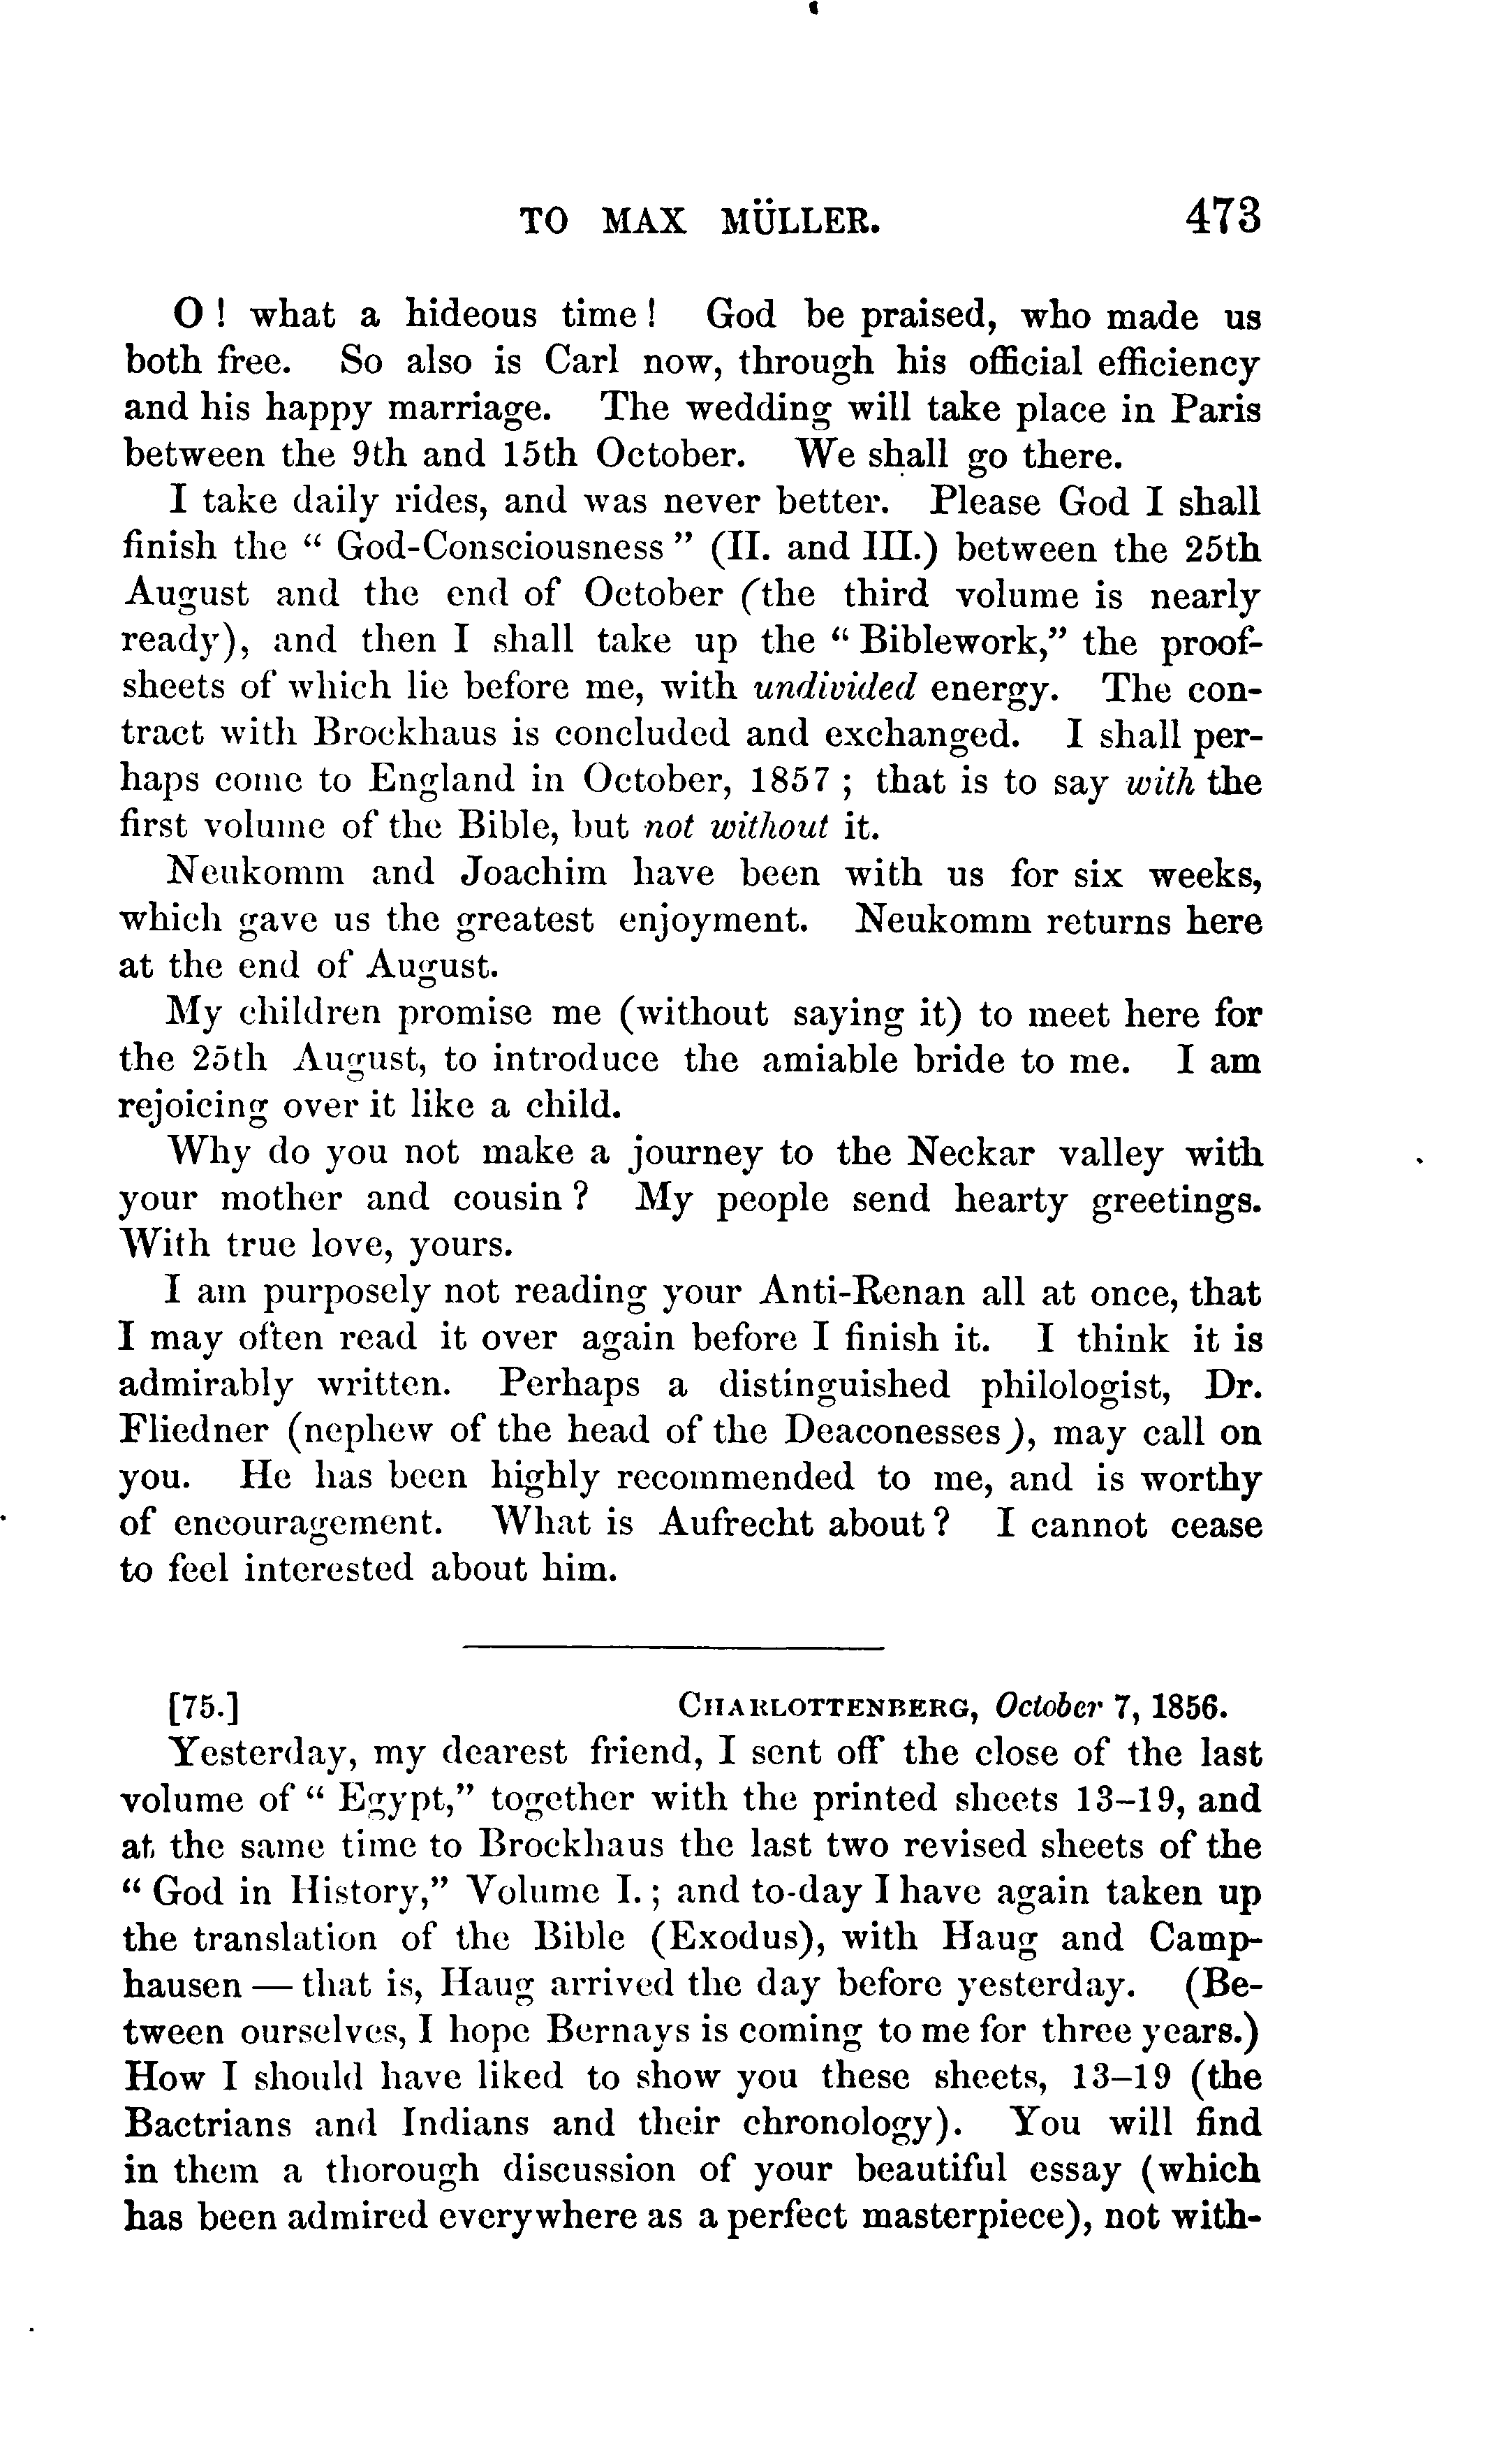 TO MAX MÜLLER. 473
O ! what a hideous time ! God be praised, who made us
both free. So also is Carl now, through his official efficiency
and his happy marriage. The wedding will take place in Paris
between the 9th and 15th October. We shall go there.
I take daily rides, and was never better. Please God I shall
finish the “ God-Consciousness ” (II. and III.) between the 25th
August and the end of October (the third volume is nearly
ready), and then I shall take up the “ Biblework,” the proof-
sheets of which lie before me, with undivided energy. The con-
tract with Brockhaus is concluded and exchanged. I shall per-
haps come to England in October, 1857 ; that is to say with the
first volume of the Bible, but not without it.
Neukomm and Joachim have been with us for six weeks,
which gave us the greatest enjoyment. Neukomm returns here
at the end of August.
My children promise me (without saying it) to meet here for
the 25th August, to introduce the amiable bride to me. I am
rejoicing over it like a child.
Why do you not make a journey to the Neckar valley with
your mother and cousin ? My people send hearty greetings.
With true love, yours.
I am purposely not reading your Anti-Renan all at once, that
I may often read it over again before I finish it. I think it is
admirably written. Perhaps a distinguished philologist, Dr.
Fliedner (nephew of the head of the Deaconesses), may call on
you. He has been highly recommended to me, and is worthy
of encouragement. What is Aufrecht about ? I cannot cease
to feel interested about him.
[75.] CHARLOTTENBERG, October 7, 1856.
Yesterday, my dearest friend, I sent off the close of the last
volume of “ Egypt,” together with the printed sheets 13–19, and
at the same time to Brockhaus the last two revised sheets of the
“ God in History,” Volume I. ; and to-day I have again taken up
the translation of the Bible (Exodus), with Haug and Camp-
hausen — that is, Haug arrived the day before yesterday. (Be-
tween ourselves, I hope Bernays is coming to me for three years.)
How I should have liked to show you these sheets, 13–19 (the
Bactrians and Indians and their chronology). You will find
in them a thorough discussion of your beautiful essay (which
has been admired everywhere as a perfect masterpiece), not with-